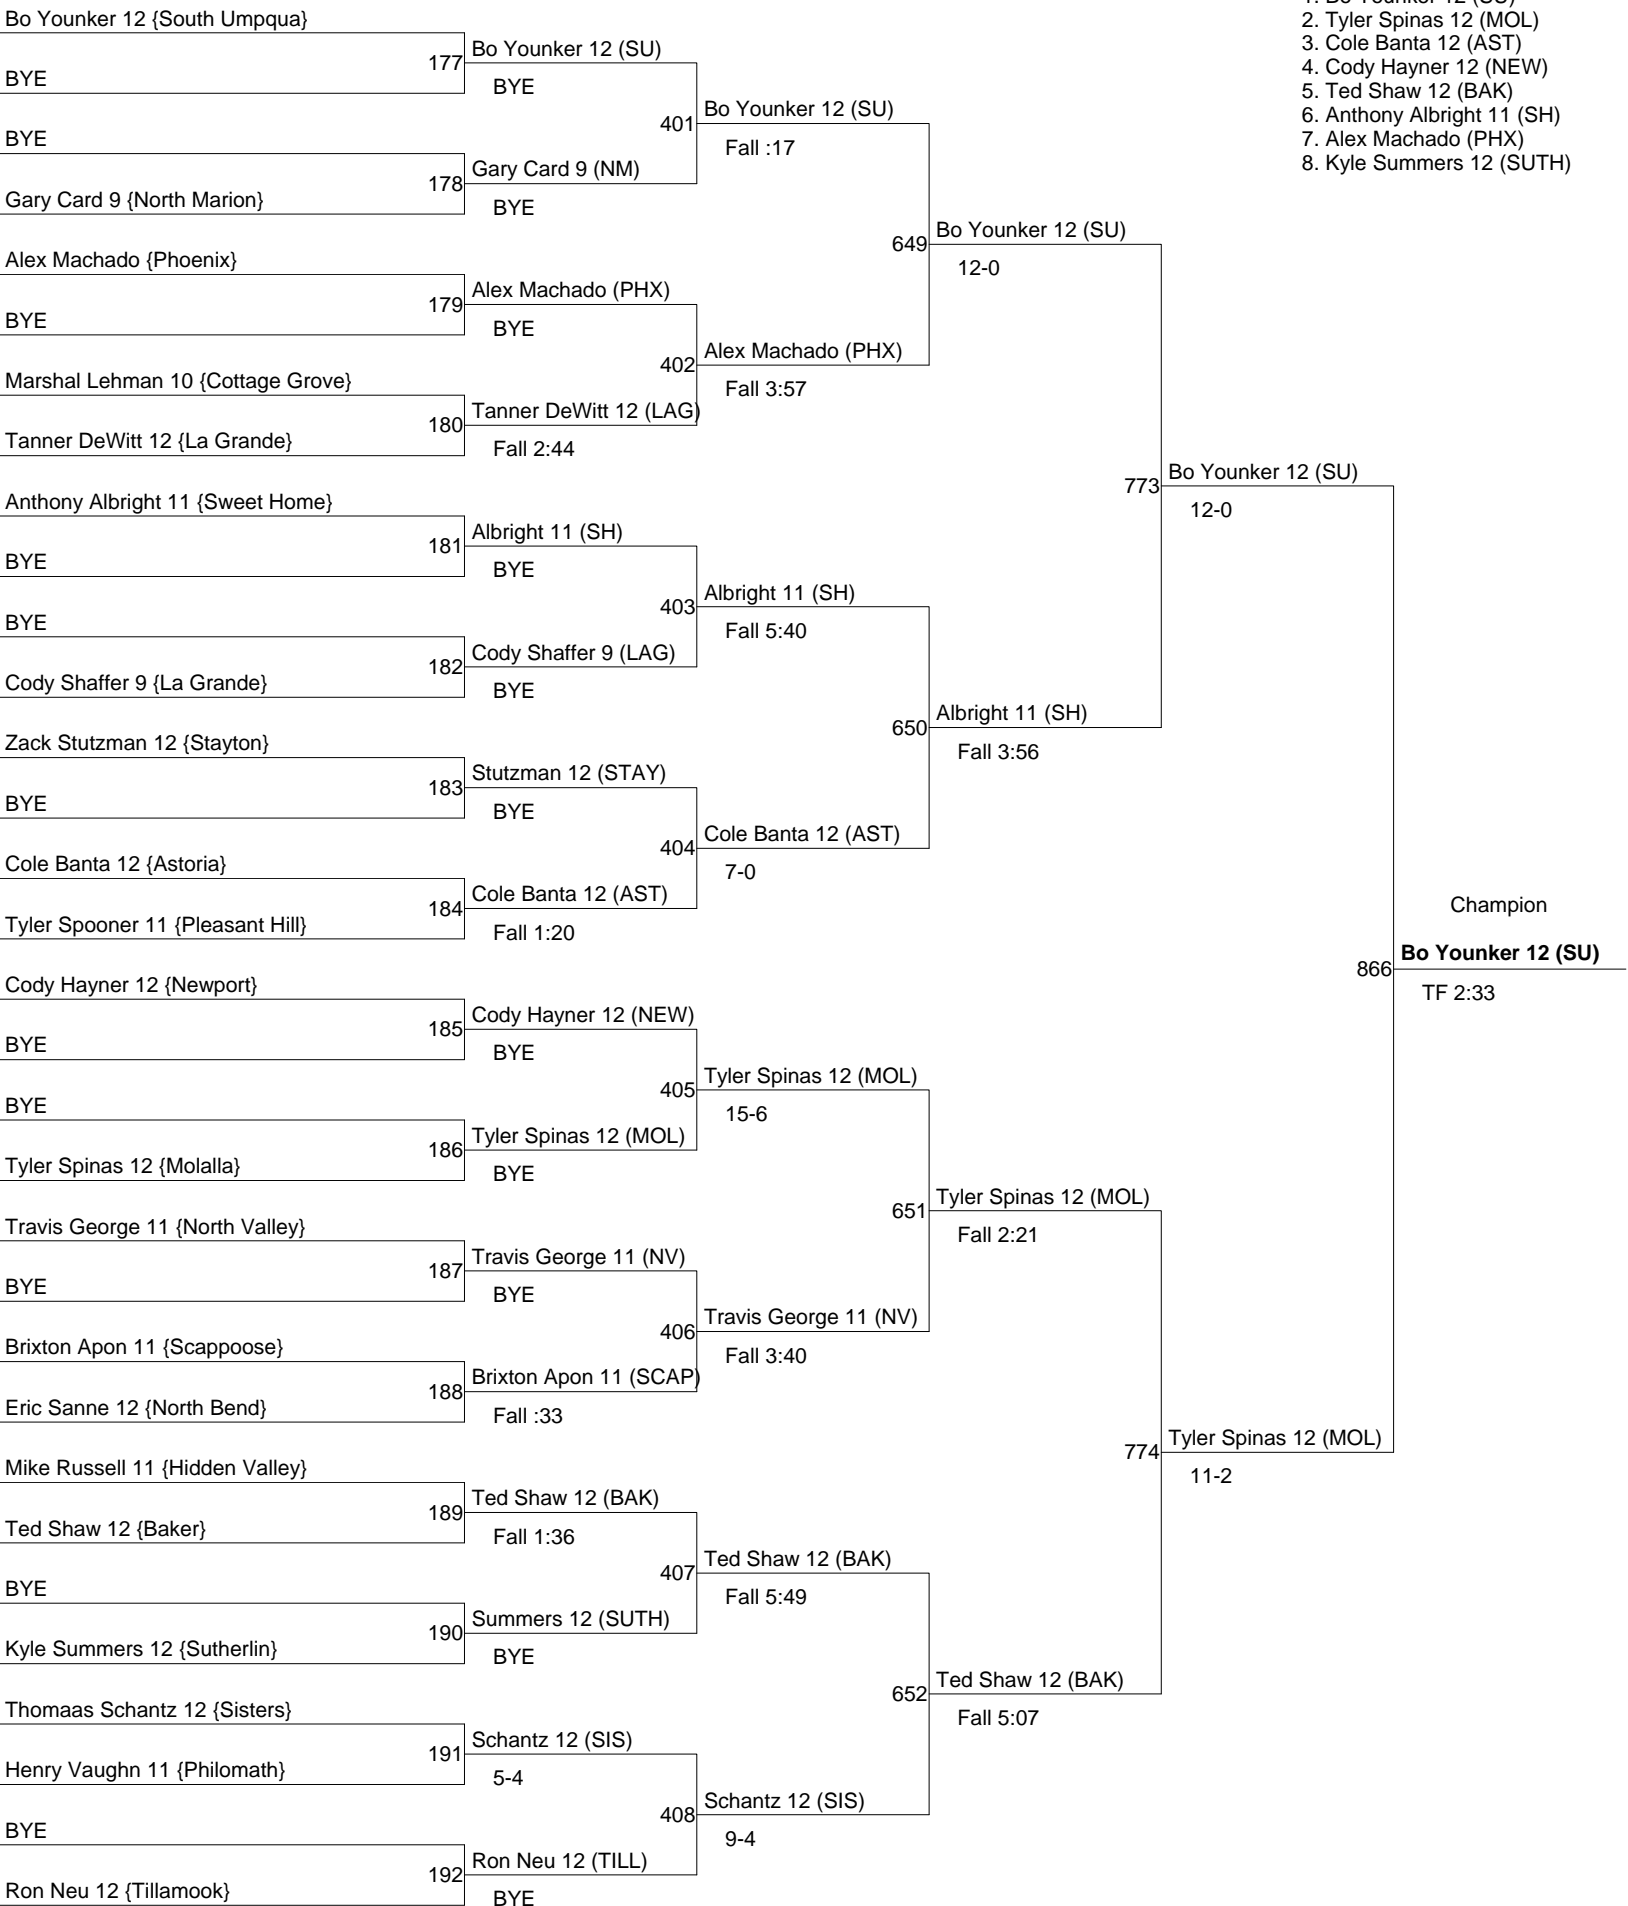 Bo Younker 12 {South Umpqua}
BYE
BYE
Gary Card 9 {North Marion}
Alex Machado {Phoenix}
BYE
Marshal Lehman 10 {Cottage Grove}
Tanner DeWitt 12 {La Grande}
Anthony Albright 11 {Sweet Home}
BYE
BYE
Cody Shaffer 9 {La Grande}
Zack Stutzman 12 {Stayton}
BYE
Cole Banta 12 {Astoria}
Tyler Spooner 11 {Pleasant Hill}
Cody Hayner 12 {Newport}
BYE
BYE
Tyler Spinas 12 {Molalla}
Travis George 11 {North Valley}
BYE
Brixton Apon 11 {Scappoose}
Eric Sanne 12 {North Bend}
Mike Russell 11 {Hidden Valley}
Ted Shaw 12 {Baker}
BYE
Kyle Summers 12 {Sutherlin}
Thomaas Schantz 12 {Sisters}
Henry Vaughn 11 {Philomath}
BYE
Ron Neu 12 {Tillamook}
177
Bo Younker 12 (SU)
BYE
178
Gary Card 9 (NM)
BYE
179
Alex Machado (PHX)
BYE
180
Tanner DeWitt 12 (LAG)
Fall 2:44
181
Albright 11 (SH)
BYE
182
Cody Shaffer 9 (LAG)
BYE
183
Stutzman 12 (STAY)
BYE
184
Cole Banta 12 (AST)
Fall 1:20
185
Cody Hayner 12 (NEW)
BYE
186
Tyler Spinas 12 (MOL)
BYE
187
Travis George 11 (NV)
BYE
188
Brixton Apon 11 (SCAP)
Fall :33
189
Ted Shaw 12 (BAK)
Fall 1:36
190
Summers 12 (SUTH)
BYE
191
Schantz 12 (SIS)
5-4
192
Ron Neu 12 (TILL)
BYE
401
Bo Younker 12 (SU)
Fall :17
402
Alex Machado (PHX)
Fall 3:57
403
Albright 11 (SH)
Fall 5:40
404
Cole Banta 12 (AST)
7-0
405
Tyler Spinas 12 (MOL)
15-6
406
Travis George 11 (NV)
Fall 3:40
407
Ted Shaw 12 (BAK)
Fall 5:49
408
Schantz 12 (SIS)
9-4
649
Bo Younker 12 (SU)
12-0
650
Albright 11 (SH)
Fall 3:56
651
Tyler Spinas 12 (MOL)
Fall 2:21
652
Ted Shaw 12 (BAK)
Fall 5:07
773
Bo Younker 12 (SU)
12-0
774
Tyler Spinas 12 (MOL)
11-2
Champion
866
Bo Younker 12 (SU)
TF 2:33
1. Bo Younker 12 (SU)
2. Tyler Spinas 12 (MOL)
3. Cole Banta 12 (AST)
4. Cody Hayner 12 (NEW)
5. Ted Shaw 12 (BAK)
6. Anthony Albright 11 (SH)
7. Alex Machado (PHX)
8. Kyle Summers 12 (SUTH)